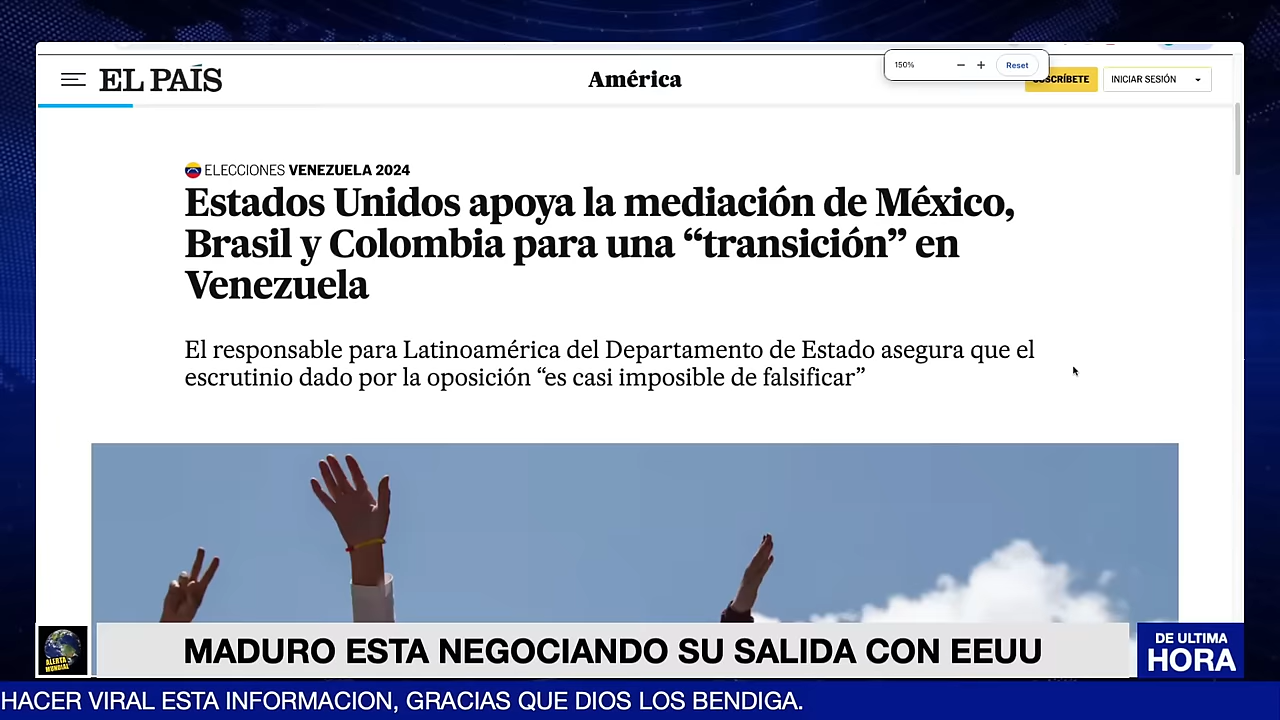 EL PAÍS
América
150%
Reset
SUSCRÍBETE
INICIAR SESIÓN
ELECCIONES VENEZUELA 2024
Estados Unidos apoya la mediación de México,
Brasil y Colombia para una “transición” en
Venezuela
El responsable para Latinoamérica del Departamento de Estado asegura que el
escrutinio dado por la oposición “es casi imposible de falsificar”
ALERTA
MUNDIAL
MADURO ESTA NEGOCIANDO SU SALIDA CON EEUU
DE ULTIMA
HORA
HACER VIRAL ESTA INFORMACION, GRACIAS QUE DIOS LOS BENDIGA.